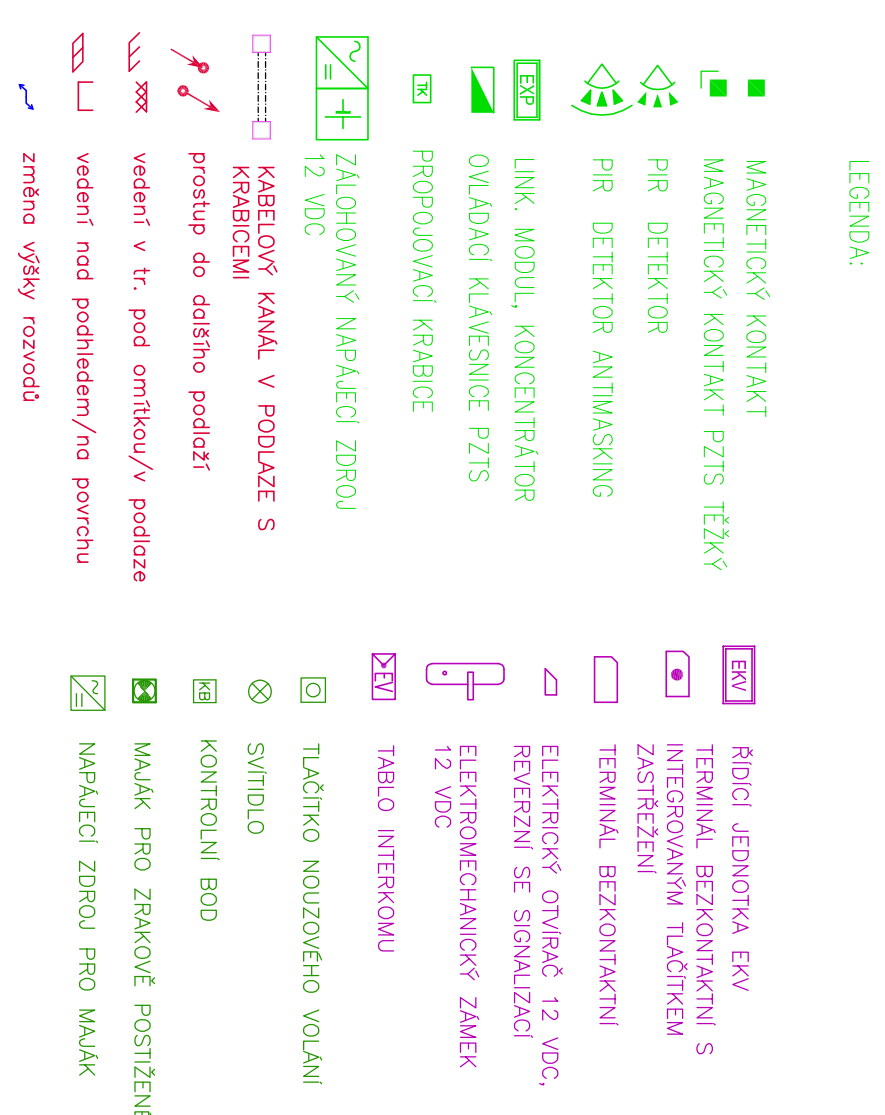 LEGENDA:
MAGNETICKÝ KONTAKT
MAGNETICKÝ KONTAKT PZTS TĚŽKÝ
PIR DETEKTOR
PIR DETEKTOR ANTIMASKING
EXP
LINK. MODUL, KONCENTRÁTOR
OVLÁDACÍ KLÁVESNICE PZTS
TK
PROPOJOVACÍ KRABICE
ZÁLOHOVANÝ NAPÁJECÍ ZDROJ
12 VDC
KABELOVÝ KANÁL V PODLAZE S
KRABICEMI
prostup do dalšího podlaží
vedení v tr. pod omítkou/v podlaze
vedení nad podhledem/na povrchu
změna výšky rozvodů
EKV
ŘÍDÍCÍ JEDNOTKA EKV
TERMINÁL BEZKONTAKTNÍ S
INTEGROVANÝM TLAČÍTKEM
ZASTŘEŽENÍ
TERMINÁL BEZKONTAKTNÍ
ELEKTRICKÝ OTVÍRAČ 12 VDC,
REVERZNÍ SE SIGNALIZACÍ
ELEKTROMECHANICKÝ ZÁMEK
12 VDC
EV
TABLO INTERKOMU
TLAČÍTKO NOUZOVÉHO VOLÁNÍ
SVÍTIDLO
KB
KONTROLNÍ BOD
MAJÁK PRO ZRAKOVĚ POSTIŽENÉ
NAPÁJECÍ ZDROJ PRO MAJÁK